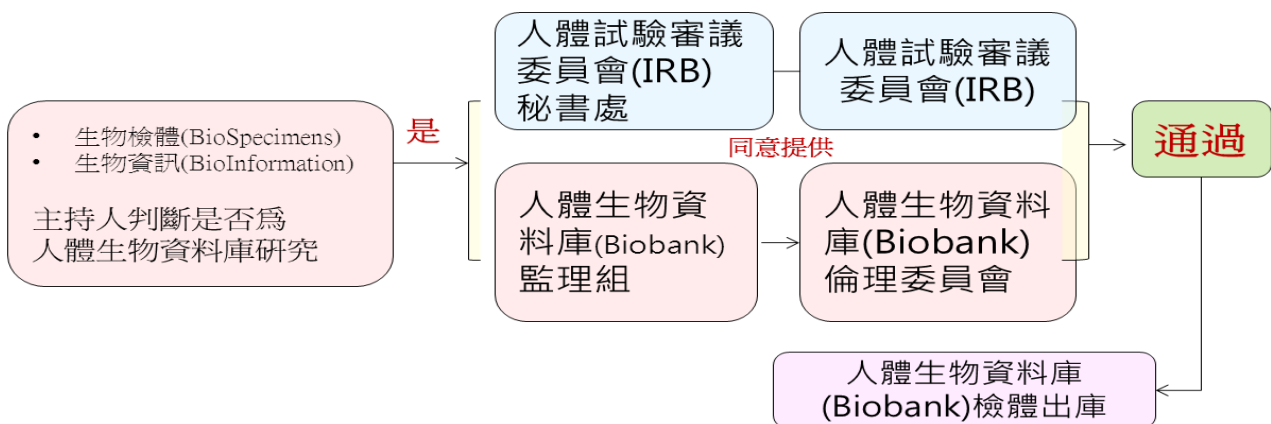 • 生物檢體(BioSpecimens)
• 生物資訊(BioInformation)
主持人判斷是否為
人體生物資料庫研究
是
人體試驗審議
委員會(IRB)
秘書處
人體試驗審議
委員會(IRB)
同意提供
人體生物資
料庫(Biobank)
監理組
人體生物資料
庫(Biobank)
倫理委員會
通過
人體生物資料庫
(Biobank)檢體出庫